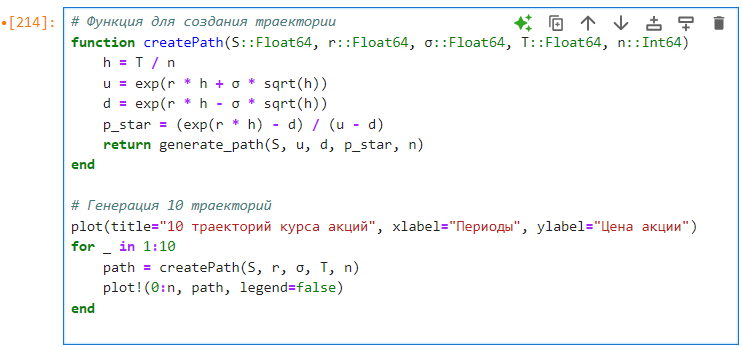 [214]:
# Функция для создания траектории
function createPath(S::Float64, r::Float64, σ::Float64, T::Float64, n::Int64)
    h = T / n
    u = exp(r * h + σ * sqrt(h))
    d = exp(r * h - σ * sqrt(h))
    p_star = (exp(r * h) - d) / (u - d)
    return generate_path(S, u, d, p_star, n)
end

# Генерация 10 траекторий
plot(title="10 траекторий курса акций", xlabel="Периоды", ylabel="Цена акции")
for _ in 1:10
    path = createPath(S, r, σ, T, n)
    plot!(0:n, path, legend=false)
end